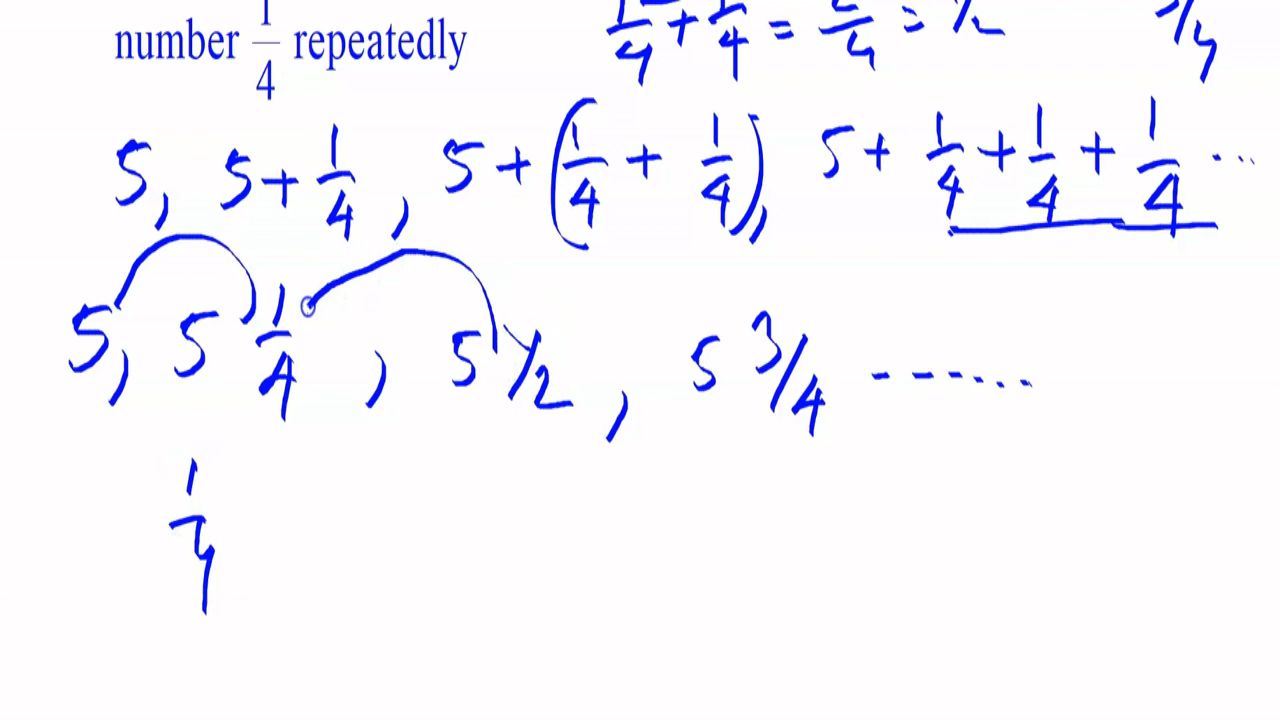 number 1/4 repeatedly
1/4 + 1/4 = 2/4 = 1/2 3/4
5, 5 + 1/4, 5 + (1/4 + 1/4), 5 + 1/4 + 1/4 + 1/4 ...
5, 5 1/4, 5 1/2, 5 3/4 ------
1/4